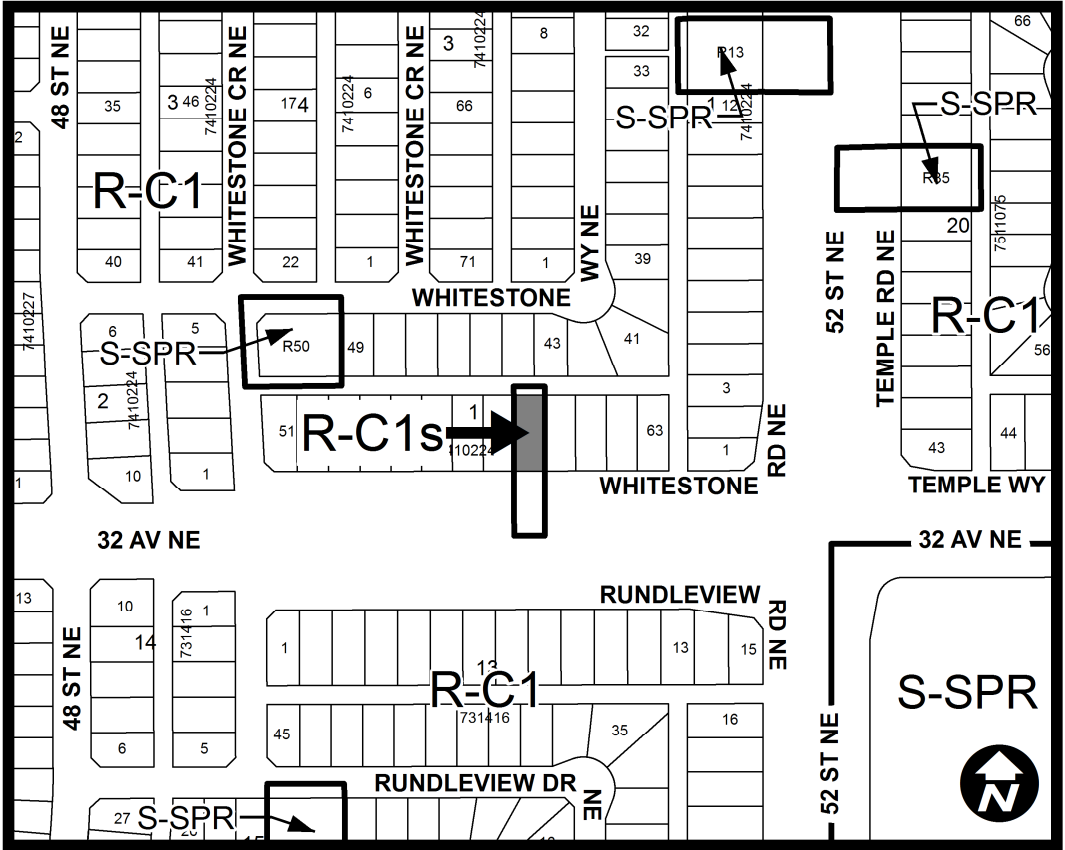 48 ST NE
WHITESTONE CR NE
WHITESTONE CR NE
WY NE
35
40
3 46
7410224
41
174
22
6
7410224
1
3
7410224
66
71
8
1
32
33
39
R13
S-SPR
1 12
7410224
66
S-SPR
R35
20
7511075
R-C1
R-C1
52 ST NE
TEMPLE RD NE
56
2
7410227
1
WHITESTONE
6
5
S-SPR
R50
49
43
41
2
7410224
10
1
3
1
51
R-C1s
1
63
RD NE
WHITESTONE
43
44
TEMPLE WY
32 AV NE
32 AV NE
RUNDLEVIEW
RD NE
13
10
1
14
731416
48 ST NE
6
5
1
13
13
15
R-C1
731416
45
35
16
S-SPR
52 ST NE
RUNDLEVIEW DR
NE
27
S-SPR
N